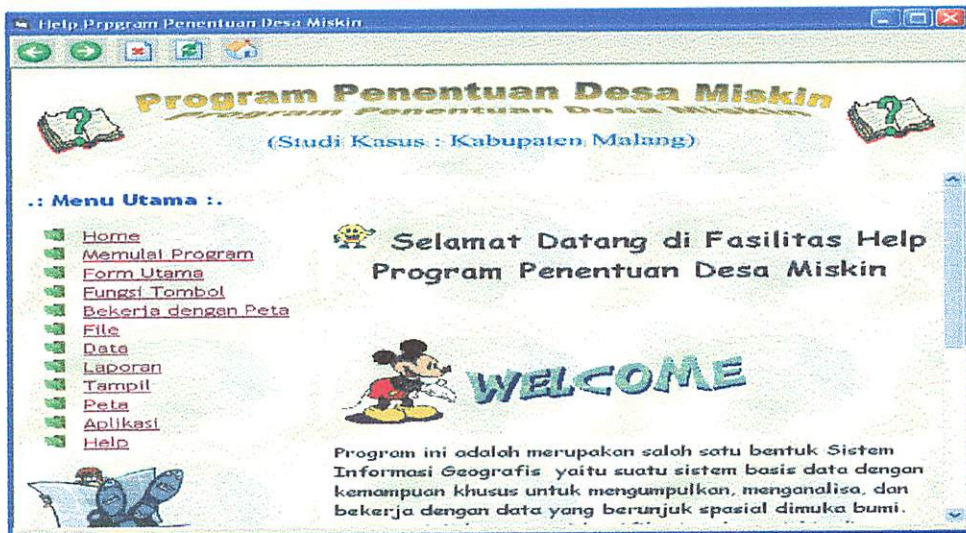 Help Prpgram Penentuan Desa Miskin
Program Penentuan Desa Miskin
(Studi Kasus : Kabupaten Malang)
.: Menu Utama :.
Home
Memulai Program
Form Utama
Fungsi Tombol
Bekerja dengan Peta
File
Data
Laporan
Tampil
Peta
Aplikasi
Help
Selamat Datang di Fasilitas Help
Program Penentuan Desa Miskin
WELCOME
Program ini adalah merupakan salah satu bentuk Sistem
Informasi Geografis yaitu suatu sistem basis data dengan
kemampuan khusus untuk mengumpulkan, menganalisa, dan
bekerja dengan data yang berunjuk spasial dimuka bumi.